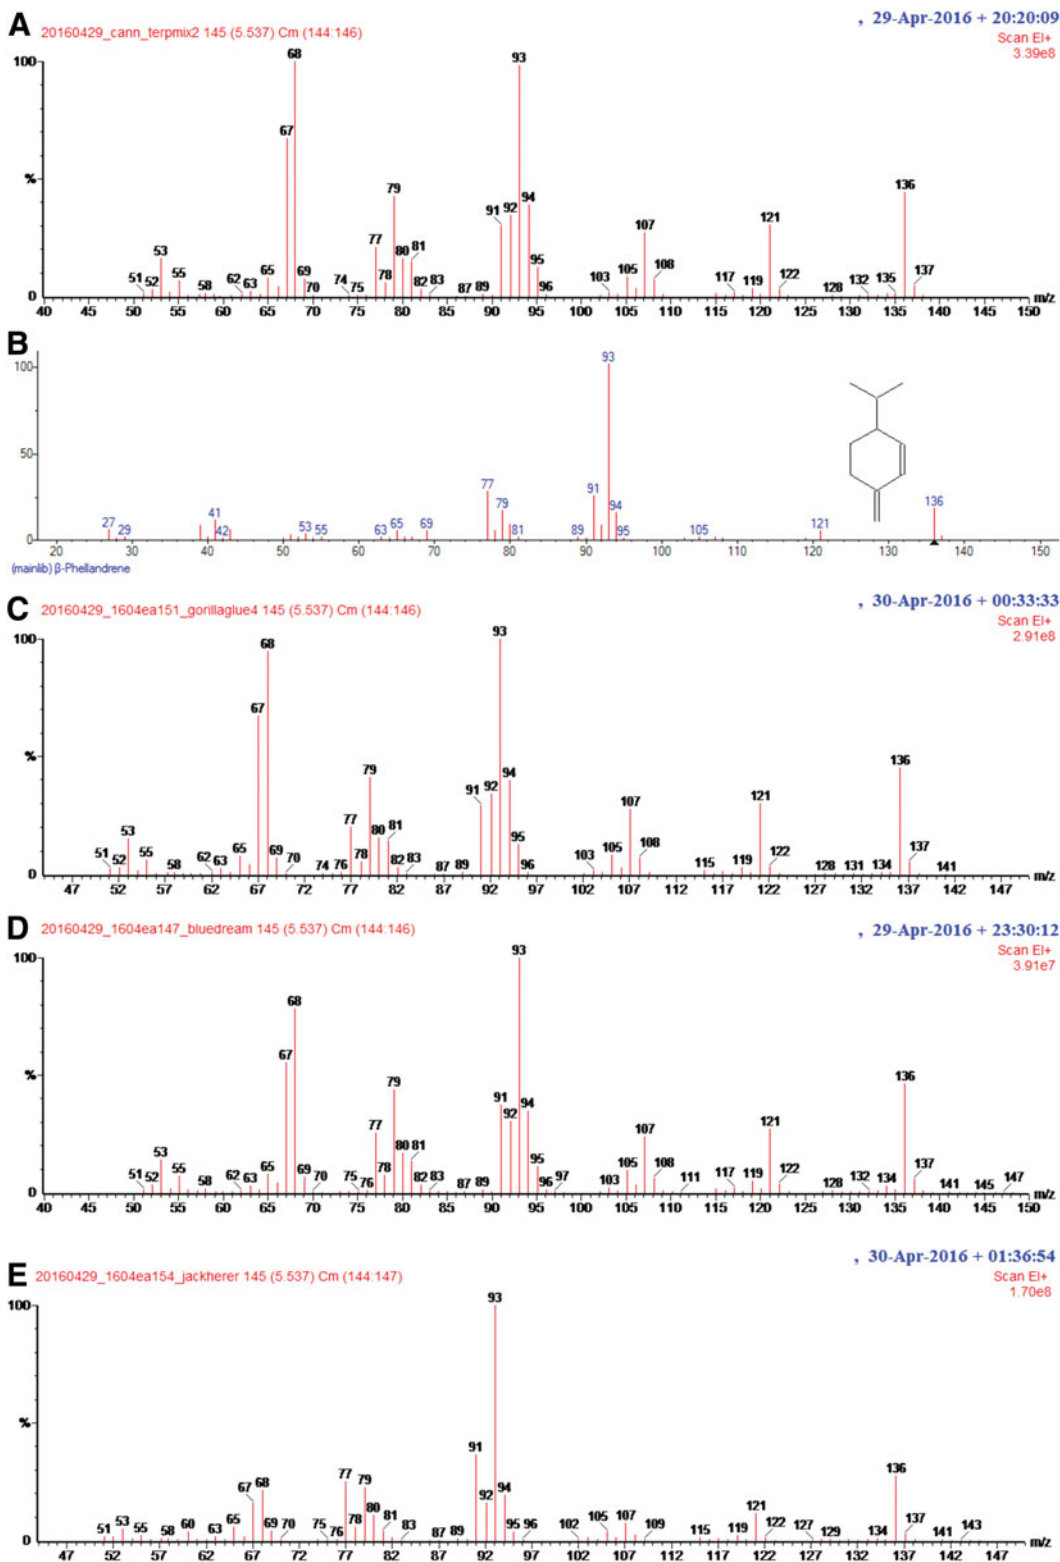 A 20160429_cann_terpmix2 145 (5.537) Cm (144:146)
, 29-Apr-2016 + 20:20:09
Scan EI+
3.39e8
100
%
0
51 52 53 55 58 62 63 65 67 68 69 70 74 75 77 78 79 80 81 82 83 87 89 91 92 93 94 95 96 103 105 107 108 117 119 121 122 128 132 135 136 137
40 45 50 55 60 65 70 75 80 85 90 95 100 105 110 115 120 125 130 135 140 145 150 m/z
B
100
50
0
27 29 41 42 53 55 63 65 69 77 79 81 89 91 93 94 95 105 121 136
20 30 40 50 60 70 80 90 100 110 120 130 140 150
(mainlib) β-Phellandrene
C 20160429_1604ea151_gorillaglue4 145 (5.537) Cm (144:146)
, 30-Apr-2016 + 00:33:33
Scan EI+
2.91e8
100
%
0
51 52 53 55 58 62 63 65 67 68 69 70 74 76 77 78 79 80 81 82 83 87 89 91 92 93 94 95 96 103 105 107 108 115 119 121 122 128 131 134 136 137 141
47 52 57 62 67 72 77 82 87 92 97 102 107 112 117 122 127 132 137 142 147 m/z
D 20160429_1604ea147_bluedream 145 (5.537) Cm (144:146)
, 29-Apr-2016 + 23:30:12
Scan EI+
3.91e7
100
%
0
51 52 53 55 58 62 63 65 67 68 69 70 75 76 77 78 79 80 81 82 83 87 89 91 92 93 94 95 96 97 103 105 107 108 111 117 119 121 122 128 132 134 136 137 141 145 147
40 45 50 55 60 65 70 75 80 85 90 95 100 105 110 115 120 125 130 135 140 145 150 m/z
E 20160429_1604ea154_jackherer 145 (5.537) Cm (144:147)
, 30-Apr-2016 + 01:36:54
Scan EI+
1.70e8
100
%
0
51 53 55 58 60 63 65 67 68 69 70 75 76 77 78 79 80 81 83 87 89 91 92 93 94 95 96 102 105 107 109 115 119 121 122 127 129 134 136 137 141 143
47 52 57 62 67 72 77 82 87 92 97 102 107 112 117 122 127 132 137 142 147 m/z